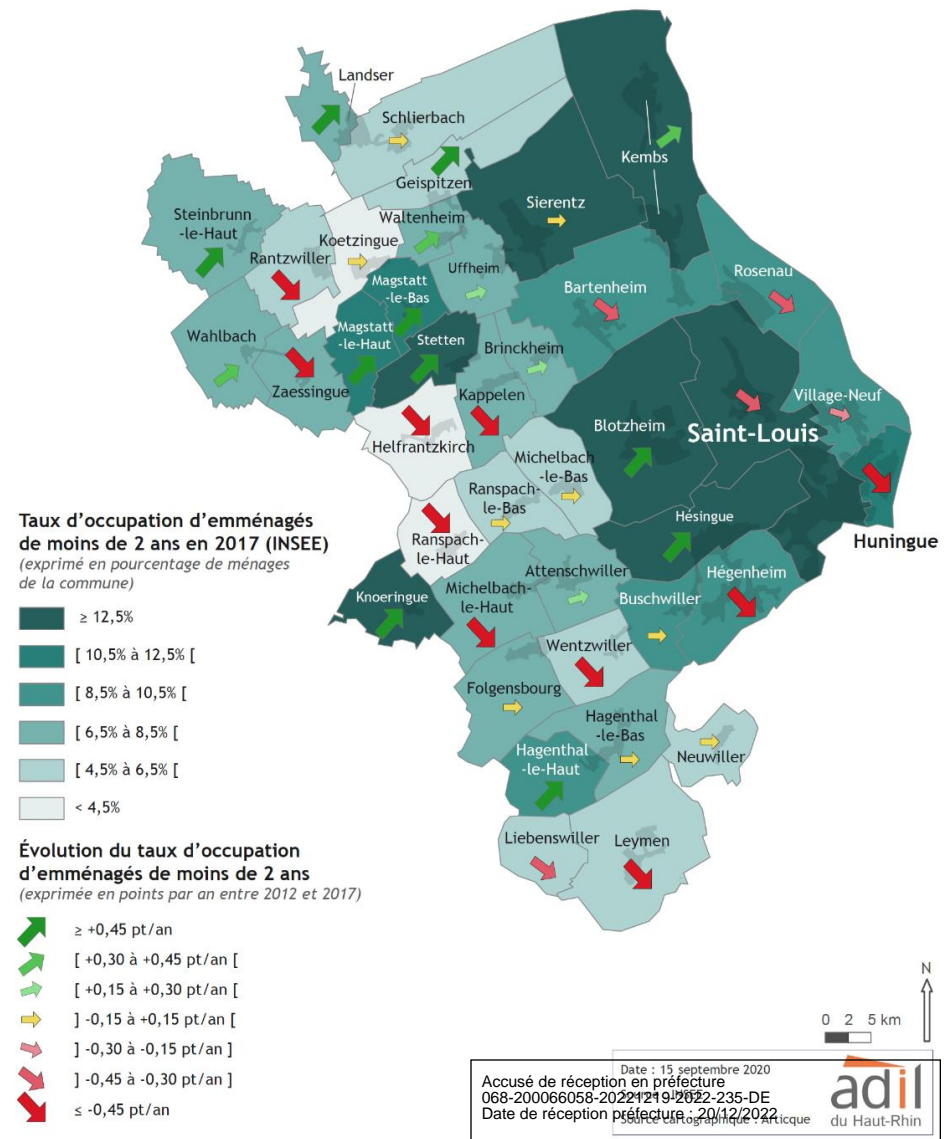 Landser
Schlierbach
Kembs
Geispitzen
Sierentz
Steinbrunn
-le-Haut
Waltenheim
Koetzingue
Rantzwiller
Uffheim
Rosenau
Magstatt
-le-Bas
Bartenheim
Wahlbach
Magstatt
-le-Haut
Stetten
Brinckheim
Zaessingue
Kappelen
Village-Neuf
Blotzheim
Saint-Louis
Helfrantzkirch
Michelbach
-le-Bas
Ranspach-
le-Bas
Hésingue
Ranspach-
le-Haut
Huningue
Attenschwiller
Hégenheim
Michelbach-
le-Haut
Buschwiller
Knoeringue
Wentzwiller
Folgensbourg
Hagenthal
-le-Bas
Hagenthal
-le-Haut
Neuwiller
Liebenswiller
Leymen
Taux d'occupation d'emménagés
de moins de 2 ans en 2017 (INSEE)
(exprimé en pourcentage de ménages
de la commune)
≥ 12,5%
[ 10,5% à 12,5% [
[ 8,5% à 10,5% [
[ 6,5% à 8,5% [
[ 4,5% à 6,5% [
< 4,5%
Évolution du taux d'occupation
d'emménagés de moins de 2 ans
(exprimée en points par an entre 2012 et 2017)
≥ +0,45 pt/an
[ +0,30 à +0,45 pt/an [
[ +0,15 à +0,30 pt/an [
] -0,15 à +0,15 pt/an [
] -0,30 à -0,15 pt/an ]
] -0,45 à -0,30 pt/an ]
≤ -0,45 pt/an
N
0 2 5 km
Date : 15 septembre 2020
Accusé de réception en préfecture
Source : INSEE
068-200066058-20221219-2022-235-DE
Date de réception préfecture : 20/12/2022
Source cartographique : Articque
adil
du Haut-Rhin